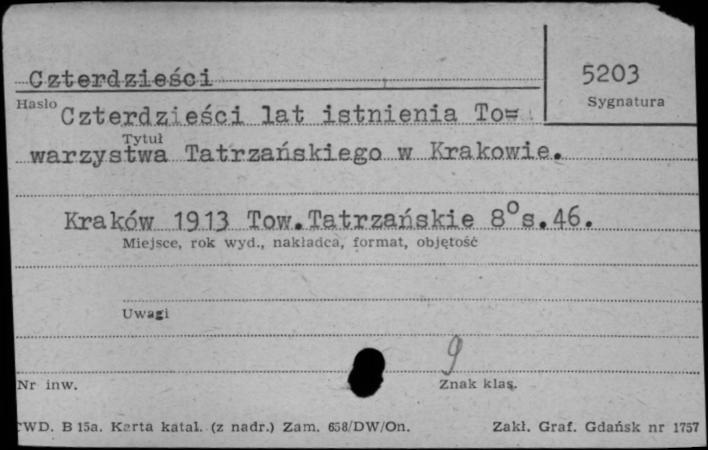 Czterdzieści
5203
Hasło
Sygnatura
Czterdzieści lat istnienia To=
Tytuł
warzystwa Tatrzańskiego w Krakowie.
Kraków 1913 Tow.Tatrzańskie 8° s.46.
Miejsce, rok wyd., nakładca, format, objętość
Uwagi
9
Nr inw.
Znak klas.
WD. B 15a. Karta katal. (z nadr.) Zam. 658/DW/On.
Zakł. Graf. Gdańsk nr 1757